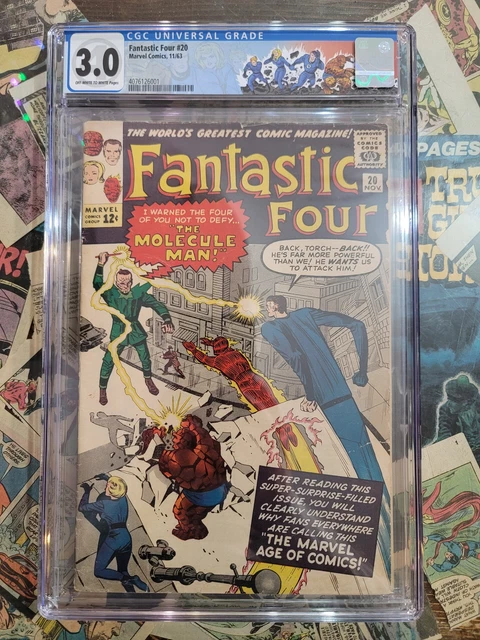 CGC UNIVERSAL GRADE
3.0
Fantastic Four #20
Marvel Comics, 11/63
OFF-WHITE TO WHITE Pages
4076126001
THE WORLD'S GREATEST COMIC MAGAZINE!
APPROVED
BY THE
COMICS
CODE
AUTHORITY
Fantastic
Four
20
NOV
MARVEL
COMICS
GROUP
12¢
I WARNED THE FOUR
OF YOU NOT TO DEFY...
"THE
MOLECULE
MAN!"
BACK, TORCH--BACK!!
HE'S FAR MORE POWERFUL
THAN WE! HE WANTS US
TO ATTACK HIM!
AFTER READING THIS
SUPER-SURPRISE-FILLED
ISSUE, YOU WILL
CLEARLY UNDERSTAND
WHY FANS EVERYWHERE
ARE CALLING THIS
"THE MARVEL
AGE OF COMICS!"
PAGES